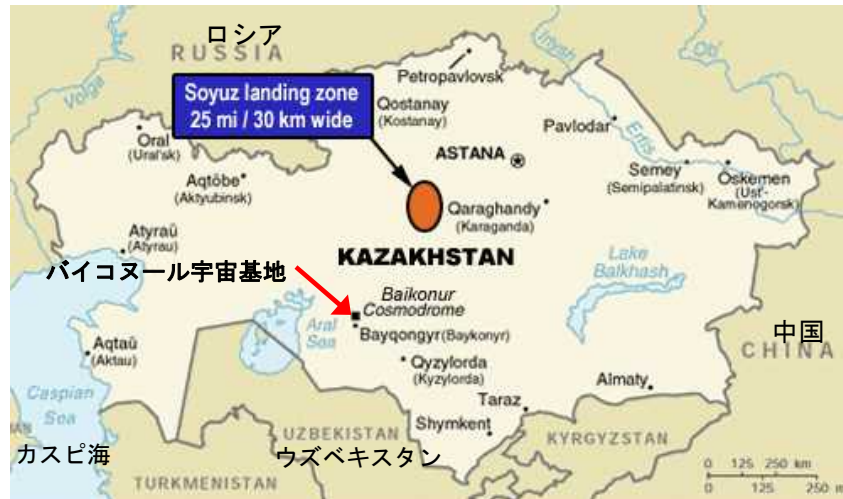 ロシア
RUSSIA
Irtysh
Ob'
Volga
Petropavlovsk
Soyuz landing zone
25 mi / 30 km wide
Qostanay
(Kostanay)
Pavlodar
Ertis
Oral
(Ural'sk)
ASTANA
Semey
(Semipalatinsk)
Öskemen
(Ust'-
Kamenogorsk)
Aqtöbe
(Aktyubinsk)
Qaraghandy
(Karaganda)
Atyraū
(Atyrau)
KAZAKHSTAN
Lake
Balkhash
バイコヌール宇宙基地
Baikonur
Cosmodrome
Aral
Sea
Bayqongyr (Baykonyr)
中国
CHINA
Aqtaū
(Aktau)
Qyzylorda
(Kyzylorda)
Almaty
Caspian
Sea
Taraz
Shymkent
カスピ海
UZBEKISTAN
ウズベキスタン
KYRGYZSTAN
TURKMENISTAN
0 125 250 km
0 125 250 m